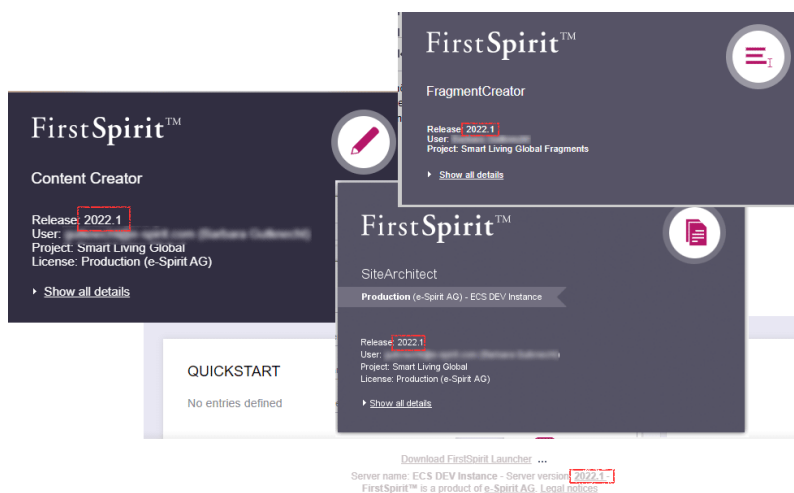 FirstSpirit™
FragmentCreator
Release: 2022.1
User:
Project: Smart Living Global Fragments
Show all details
FirstSpirit™
Content Creator
Release: 2022.1
User:
Project: Smart Living Global
License: Production (e-Spirit AG)
Show all details
FirstSpirit™
SiteArchitect
Production (e-Spirit AG) - ECS DEV Instance
Release: 2022.1
User:
Project: Smart Living Global
License: Production (e-Spirit AG)
Show all details
QUICKSTART
No entries defined
Download FirstSpirit Launcher ...
Server name: ECS DEV Instance - Server version: 2022.1 -
FirstSpirit™ is a product of e-Spirit AG. Legal notices